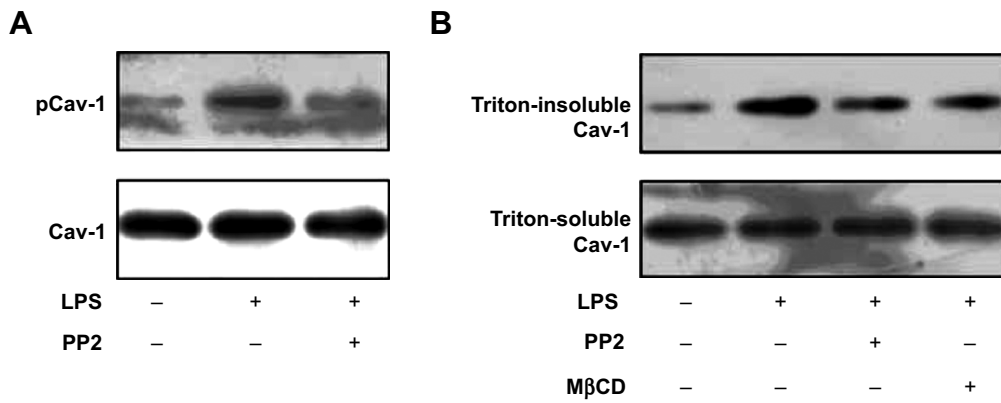 A
B
pCav-1
Cav-1
LPS – + +
PP2 – – +
Triton-insoluble
Cav-1
Triton-soluble
Cav-1
LPS – + + +
PP2 – – + –
MβCD – – – +